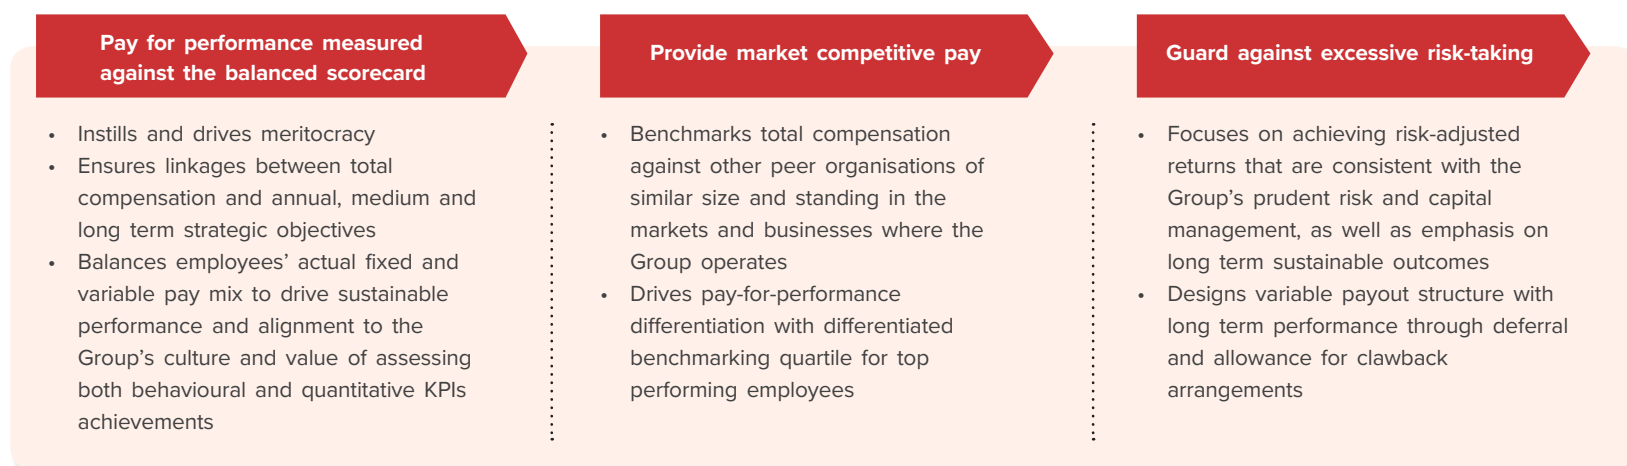 Pay for performance measured
against the balanced scorecard
• Instills and drives meritocracy
• Ensures linkages between total
compensation and annual, medium and
long term strategic objectives
• Balances employees’ actual fixed and
variable pay mix to drive sustainable
performance and alignment to the
Group’s culture and value of assessing
both behavioural and quantitative KPIs
achievements
Provide market competitive pay
• Benchmarks total compensation
against other peer organisations of
similar size and standing in the
markets and businesses where the
Group operates
• Drives pay-for-performance
differentiation with differentiated
benchmarking quartile for top
performing employees
Guard against excessive risk-taking
• Focuses on achieving risk-adjusted
returns that are consistent with the
Group’s prudent risk and capital
management, as well as emphasis on
long term sustainable outcomes
• Designs variable payout structure with
long term performance through deferral
and allowance for clawback
arrangements